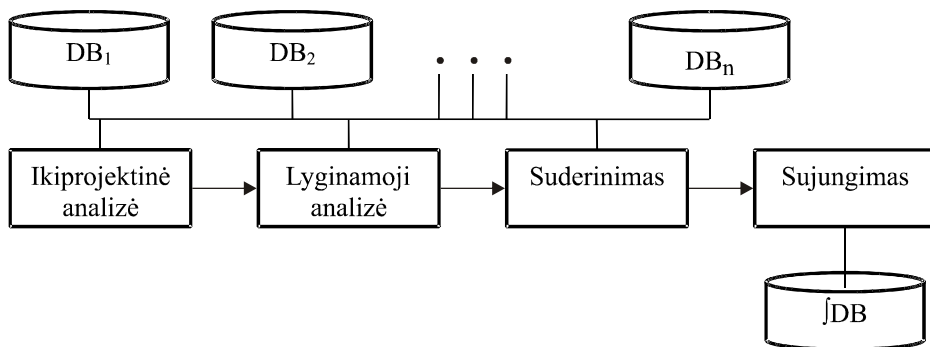 DB₁
DB₂
. . .
DBₙ
Ikiprojektinė
analizė
Lyginamoji
analizė
Suderinimas
Sujungimas
∫DB